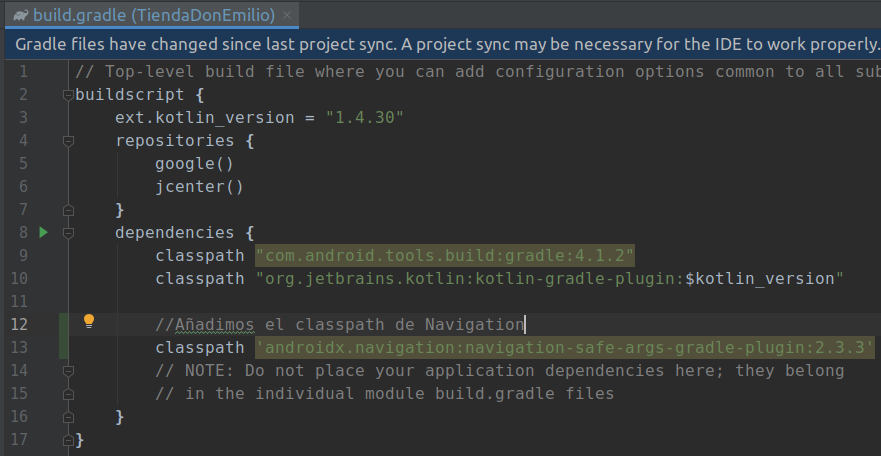 build.gradle (TiendaDonEmilio) ×
Gradle files have changed since last project sync. A project sync may be necessary for the IDE to work properly.
1 // Top-level build file where you can add configuration options common to all sub
2 buildscript {
3 ext.kotlin_version = "1.4.30"
4 repositories {
5 google()
6 jcenter()
7 }
8 dependencies {
9 classpath "com.android.tools.build:gradle:4.1.2"
10 classpath "org.jetbrains.kotlin:kotlin-gradle-plugin:$kotlin_version"
11
12 //Añadimos el classpath de Navigation
13 classpath 'androidx.navigation:navigation-safe-args-gradle-plugin:2.3.3'
14 // NOTE: Do not place your application dependencies here; they belong
15 // in the individual module build.gradle files
16 }
17 }